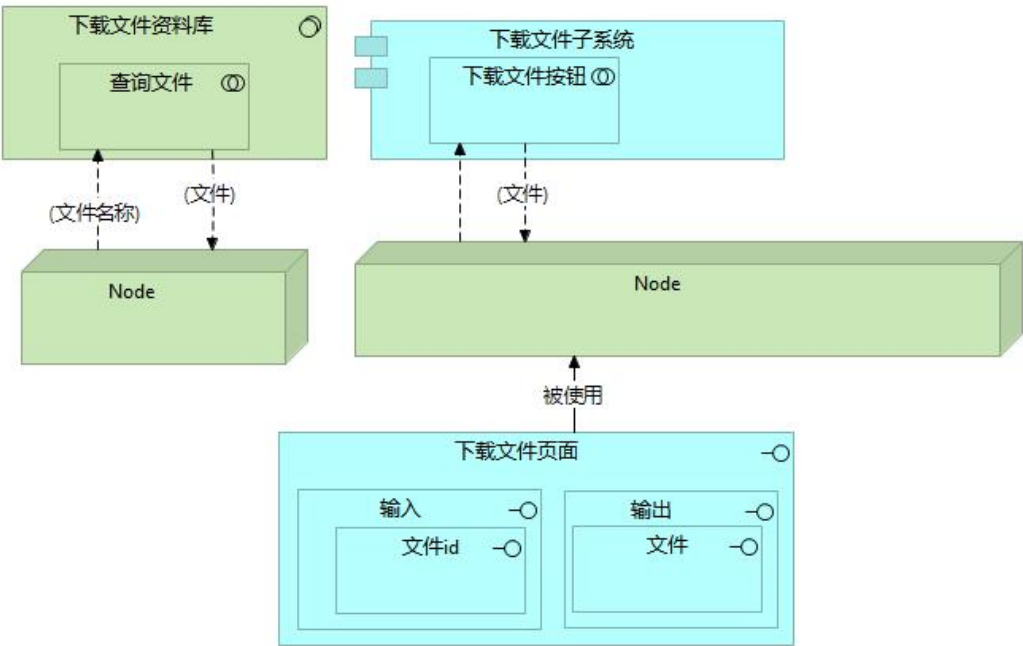 下载文件资料库
查询文件
(文件名称)
(文件)
Node
下载文件子系统
下载文件按钮
(文件)
Node
被使用
下载文件页面
输入
文件id
输出
文件